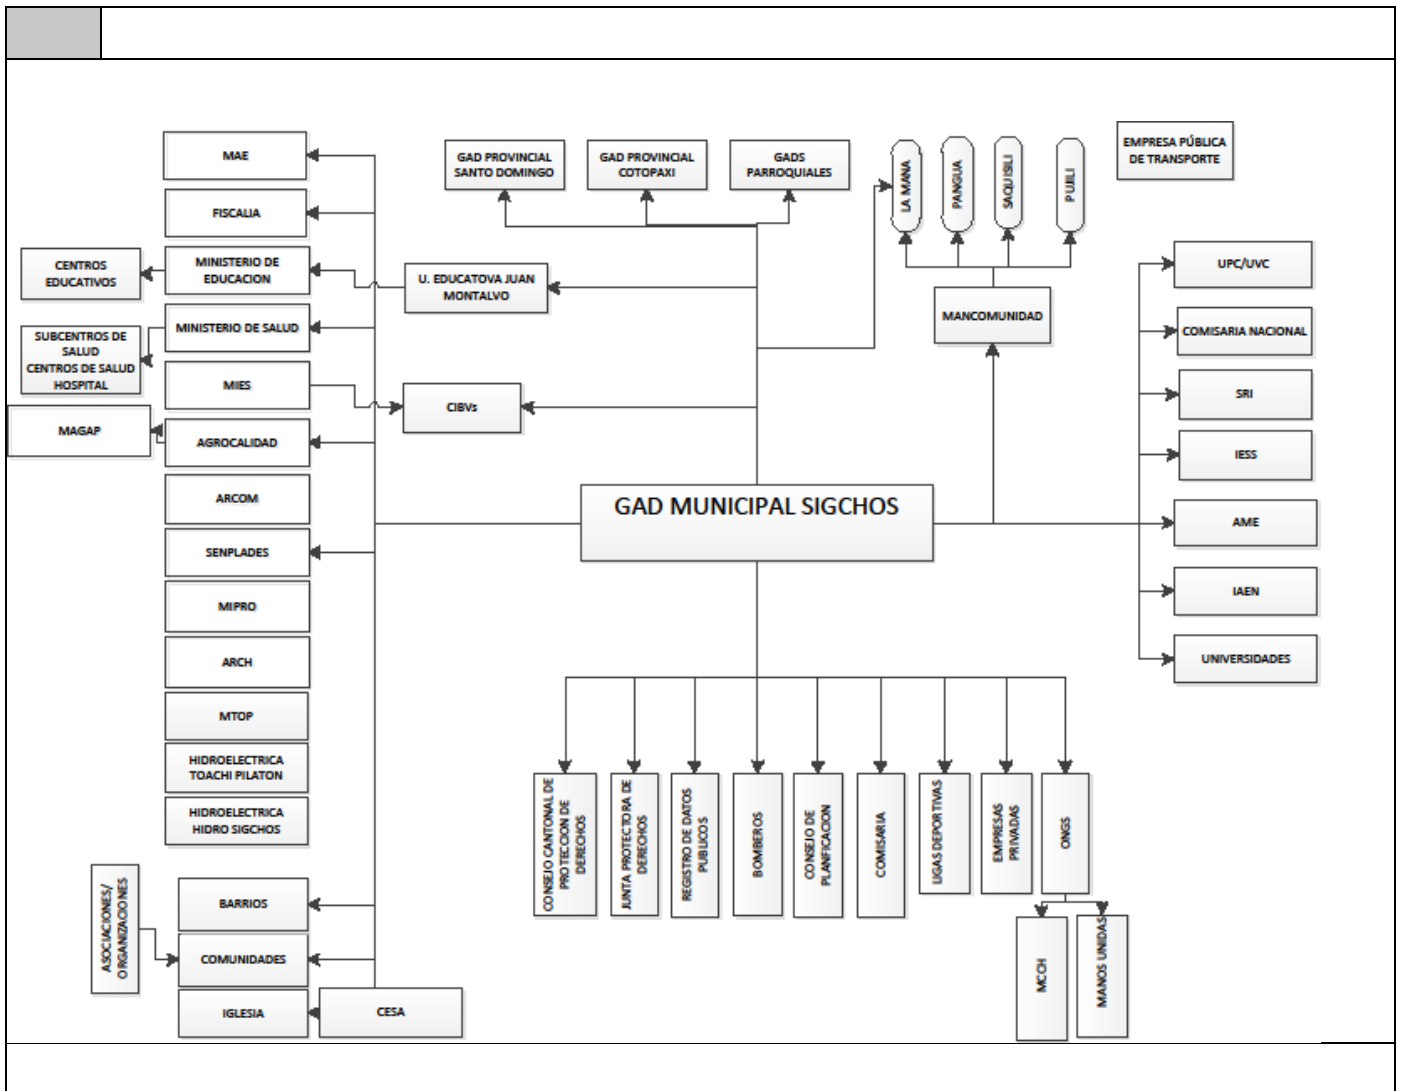 MAE
FISCALIA
MINISTERIO DE
EDUCACION
CENTROS
EDUCATIVOS
MINISTERIO DE SALUD
SUBCENTROS DE
SALUD
CENTROS DE SALUD
HOSPITAL
MIES
MAGAP
AGROCALIDAD
ARCOM
SENPLADES
MIPRO
ARCH
MTOP
HIDROELECTRICA
TOACHI PILATON
HIDROELECTRICA
HIDRO SIGCHOS
ASOCIACIONES/
ORGANIZACIONES
BARRIOS
COMUNIDADES
IGLESIA
CESA
GAD PROVINCIAL
SANTO DOMINGO
GAD PROVINCIAL
COTOPAXI
GADS
PARROQUIALES
U. EDUCATOVA JUAN
MONTALVO
CIBVs
GAD MUNICIPAL SIGCHOS
LA MANA
PANGUA
SAQUISILI
PUJILI
MANCOMUNIDAD
EMPRESA PÚBLICA
DE TRANSPORTE
UPC/UVC
COMISARIA NACIONAL
SRI
IESS
AME
IAEN
UNIVERSIDADES
CONSEJO CANTONAL DE
PROTECCION DE
DERECHOS
JUNTA PROTECTORA DE
DERECHOS
REGISTRO DE DATOS
PUBLICOS
BOMBEROS
CONSEJO DE
PLANFICACION
COMISARIA
LIGAS DEPORTIVAS
EMPRESAS
PRIVADAS
ONGS
MCCH
MANOS UNIDAS